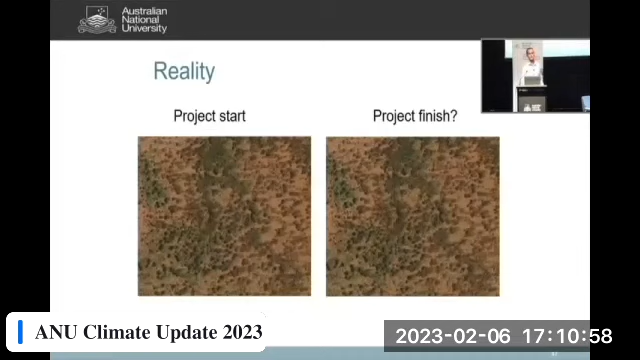 Australian
National
University
Reality
Project start
Project finish?
ANU Climate Update 2023
2023-02-06 17:10:58